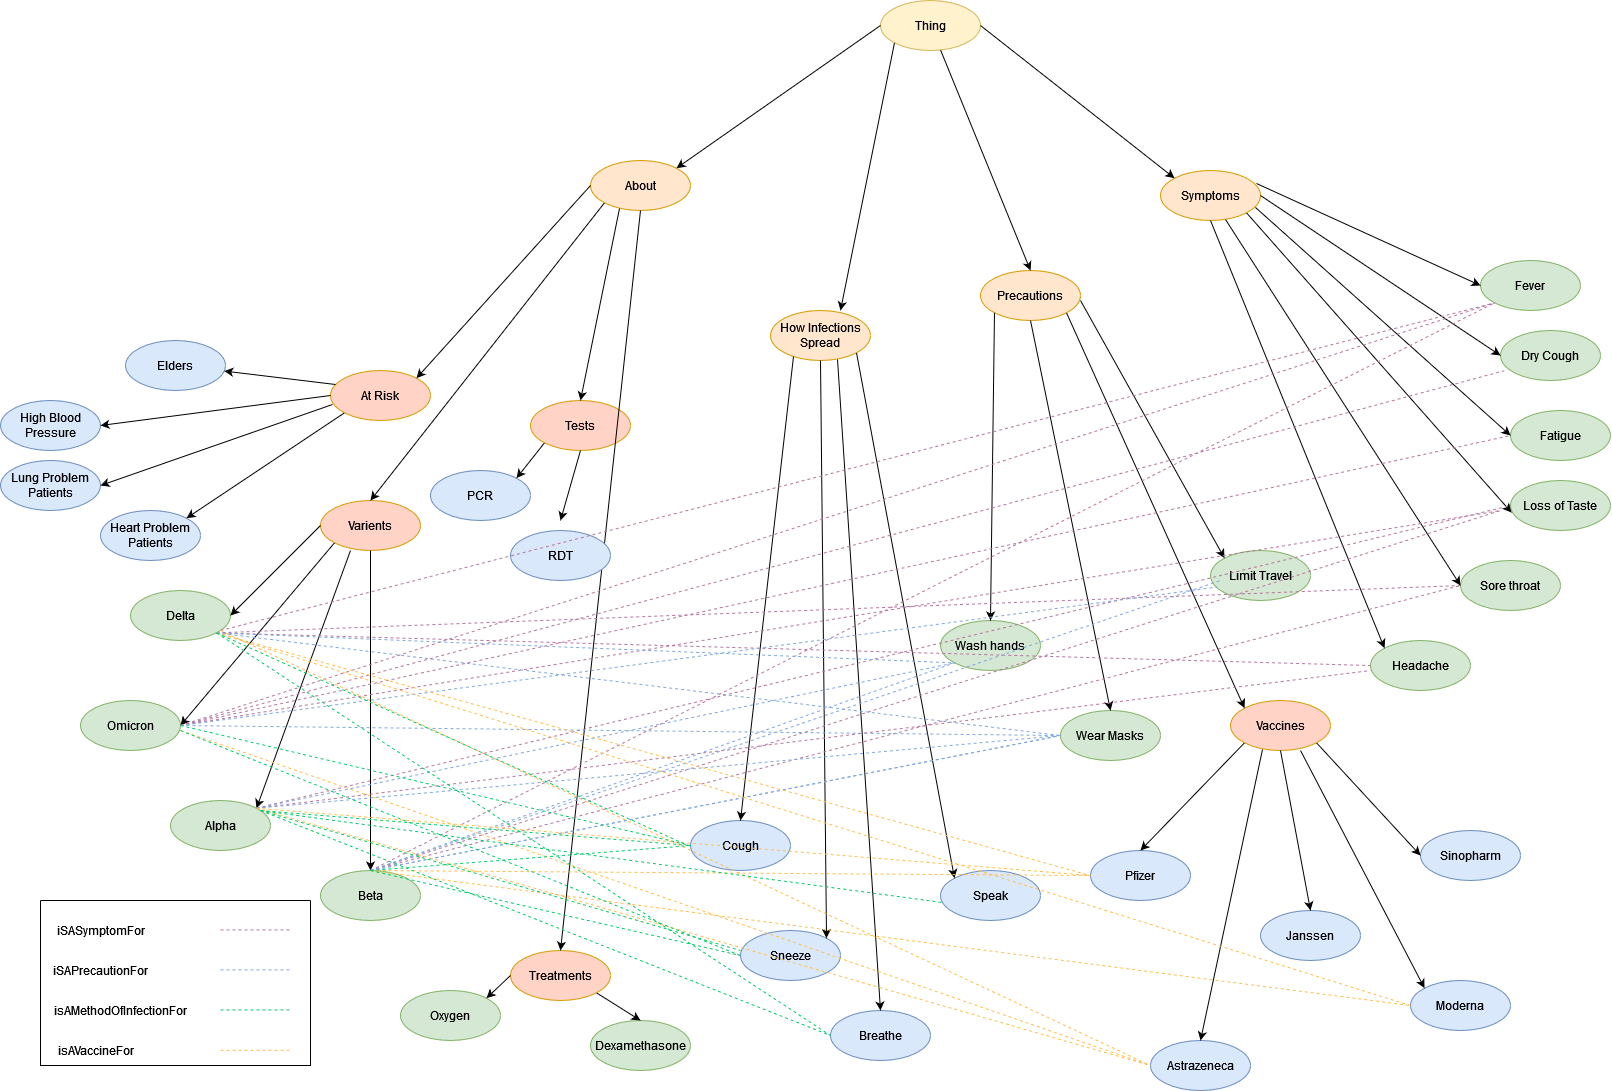 Thing
About
Symptoms
Fever
Precautions
How Infections
Spread
Dry Cough
Elders
At Risk
High Blood
Pressure
Tests
Fatigue
Lung Problem
Patients
PCR
Loss of Taste
Heart Problem
Patients
Varients
RDT
Limit Travel
Sore throat
Delta
Wash hands
Headache
Omicron
Wear Masks
Vaccines
Alpha
Cough
Sinopharm
Pfizer
Beta
Speak
iSASymptomFor
Janssen
Sneeze
iSAPrecautionFor
Treatments
Moderna
isAMethodOfInfectionFor
Oxygen
Breathe
Dexamethasone
isAVaccineFor
Astrazeneca